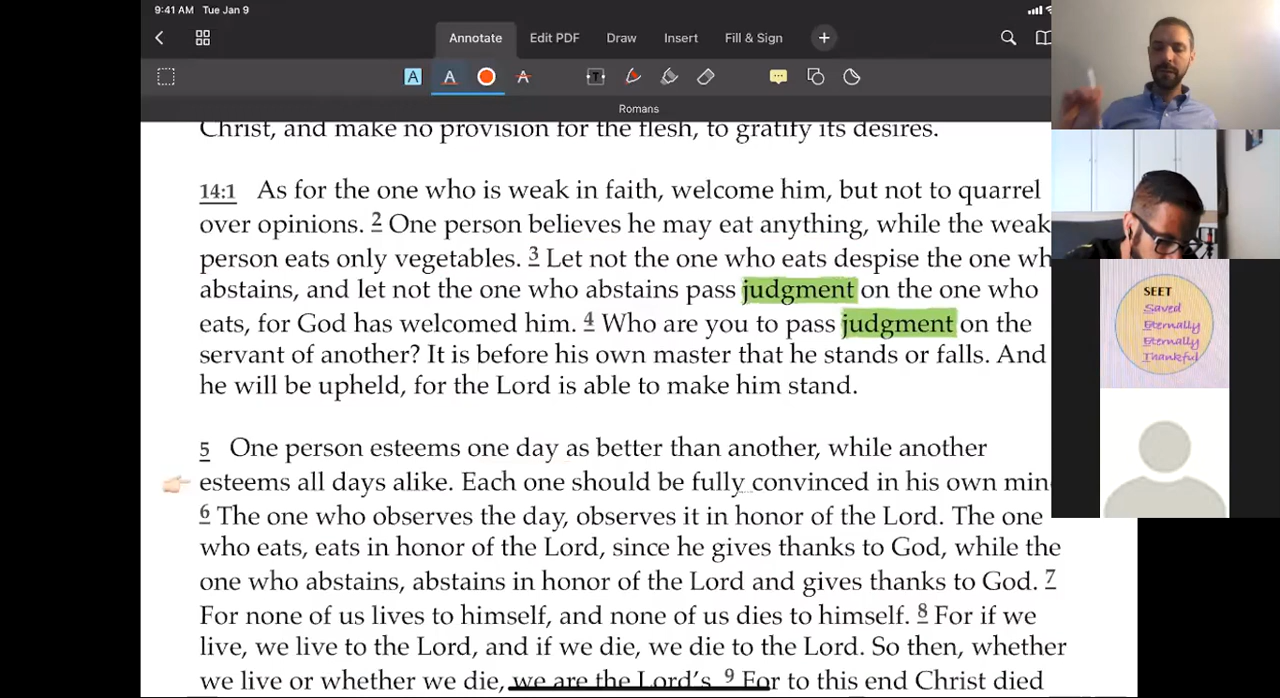 9:41 AM Tue Jan 9
Annotate Edit PDF Draw Insert Fill & Sign
A A A T
Romans
Christ, and make no provision for the flesh, to gratify its desires.
14:1 As for the one who is weak in faith, welcome him, but not to quarrel
over opinions. 2 One person believes he may eat anything, while the weak
person eats only vegetables. 3 Let not the one who eats despise the one wh
abstains, and let not the one who abstains pass judgment on the one who
eats, for God has welcomed him. 4 Who are you to pass judgment on the
servant of another? It is before his own master that he stands or falls. And
he will be upheld, for the Lord is able to make him stand.
5 One person esteems one day as better than another, while another
esteems all days alike. Each one should be fully convinced in his own min
6 The one who observes the day, observes it in honor of the Lord. The one
who eats, eats in honor of the Lord, since he gives thanks to God, while the
one who abstains, abstains in honor of the Lord and gives thanks to God. 7
For none of us lives to himself, and none of us dies to himself. 8 For if we
live, we live to the Lord, and if we die, we die to the Lord. So then, whether
we live or whether we die, we are the Lord's. 9 For to this end Christ died
SEET
Saved
Eternally
Eternally
Thankful